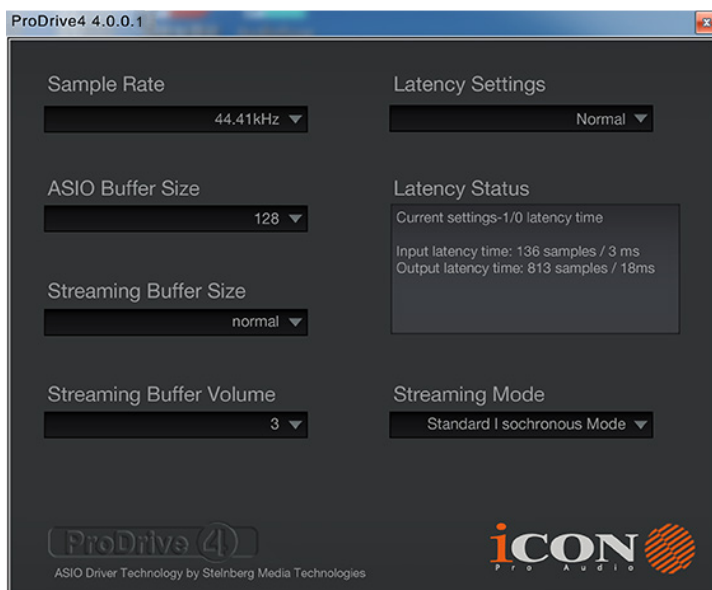 ProDrive4 4.0.0.1
x
Sample Rate
44.41kHz
ASIO Buffer Size
128
Streaming Buffer Size
normal
Streaming Buffer Volume
3
Latency Settings
Normal
Latency Status
Current settings-1/0 latency time
Input latency time: 136 samples / 3 ms
Output latency time: 813 samples / 18ms
Streaming Mode
Standard I sochronous Mode
ProDrive 4
ASIO Driver Technology by Steinberg Media Technologies
iCON
Pro Audio